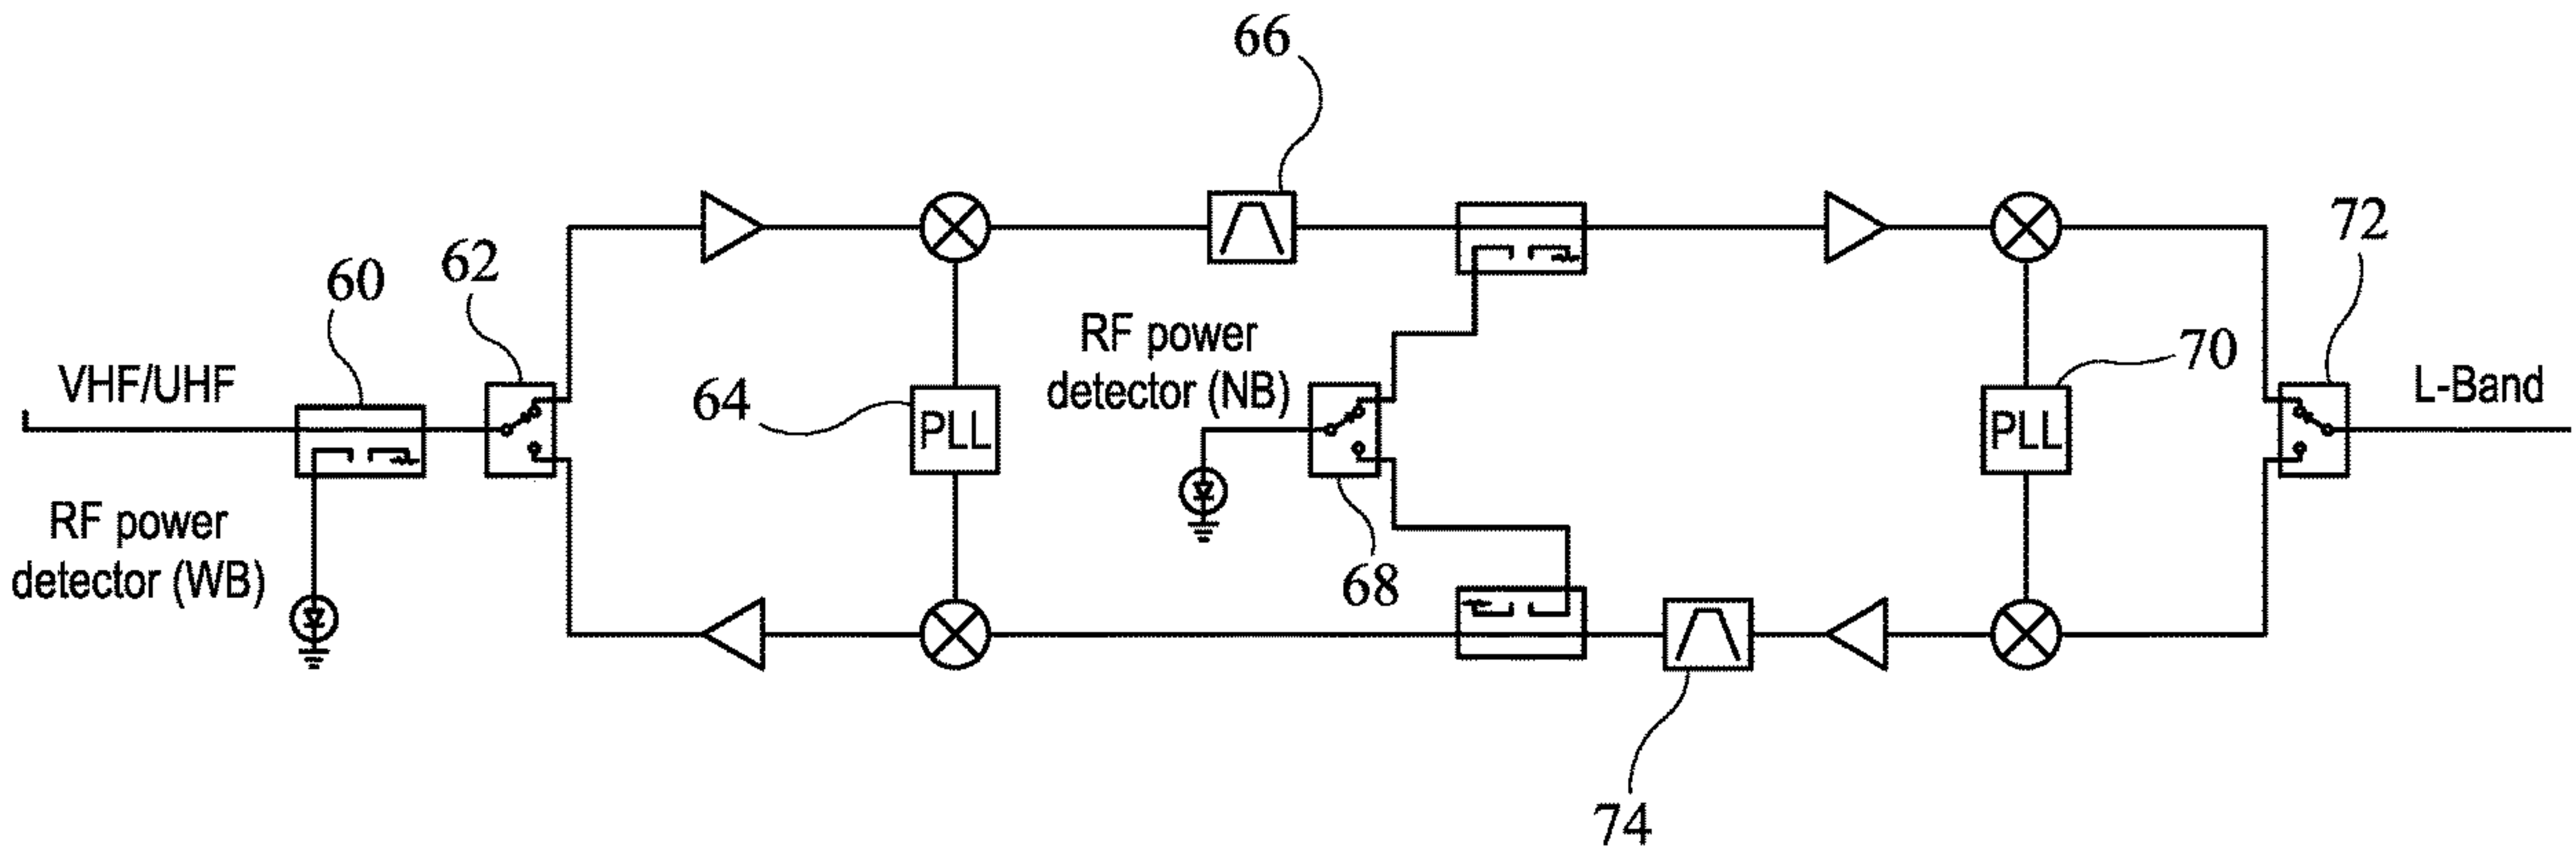 66
72
62
60
RF power
detector (NB)
70
VHF/UHF
64
PLL
PLL
L-Band
RF power
detector (WB)
68
74